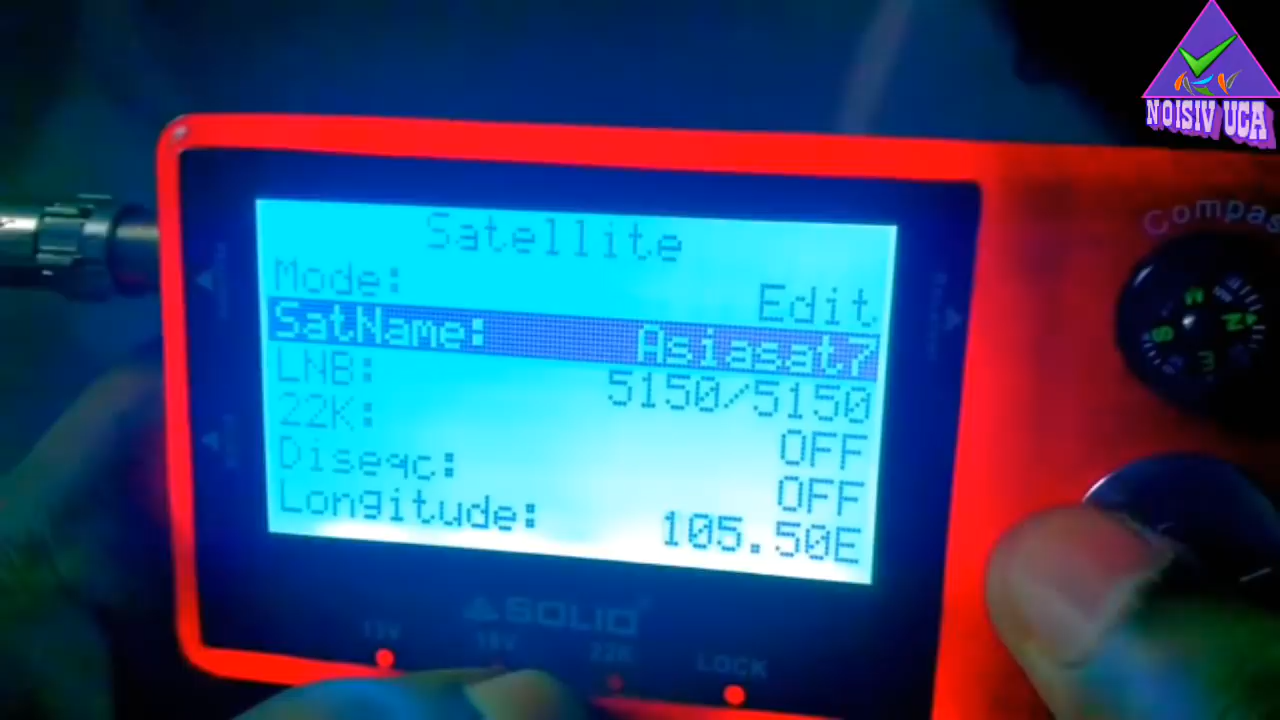 NOISIV UCA
Compas
Satellite
Mode: Edit
SatName: Asiasat7
LNB: 5150/5150
22K: OFF
Diseqc: OFF
Longitude: 105.50E
SOLID
13V 18V 22K LOCK